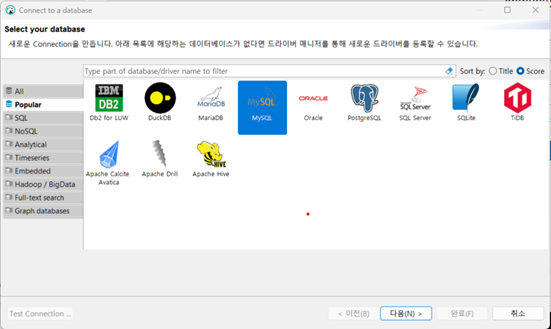 Connect to a database
Select your database
새로운 Connection을 만듭니다. 아래 목록에 해당하는 데이터베이스가 없다면 드라이버 매니저를 통해 새로운 드라이버를 등록할 수 있습니다.
Type part of database/driver name to filter
Sort by: Title Score
All
Popular
SQL
NoSQL
Analytical
Timeseries
Embedded
Hadoop / BigData
Full-text search
Graph databases
IBM DB2
MariaDB
MySQL
ORACLE
SQL Server
Db2 for LUW DuckDB MariaDB MySQL Oracle PostgreSQL SQL Server SQLite TiDB
HIVE
Apache Calcite Avatica Apache Drill Apache Hive
Test Connection ...
< 이전(B) 다음(N) > 완료(F) 취소